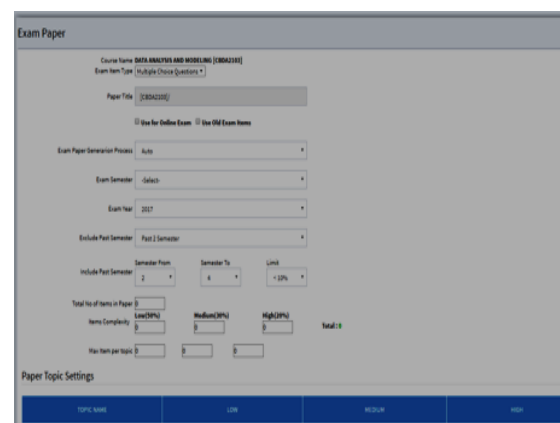 Exam Paper
Course Name DATA ANALYSIS AND MODELING [CBDA2103]
Exam Item Type Multiple Choice Questions
Paper Title [CBDA2103]/
Use for Online Exam Use Old Exam Items
Exam Paper Generation Process Auto
Exam Semester -Select-
Exam Year 2017
Exclude Past Semester Past 2 Semester
Semester From Semester To Limit
Include Past Semester 2
Total No of Items in Paper 0
Low(50%) Medium(30%) High(20%)
Items Complexity 0 0 0 Total : 0
Max Item per topic 0 0 0
Paper Topic Settings
TOPIC NAME LOW MEDIUM HIGH